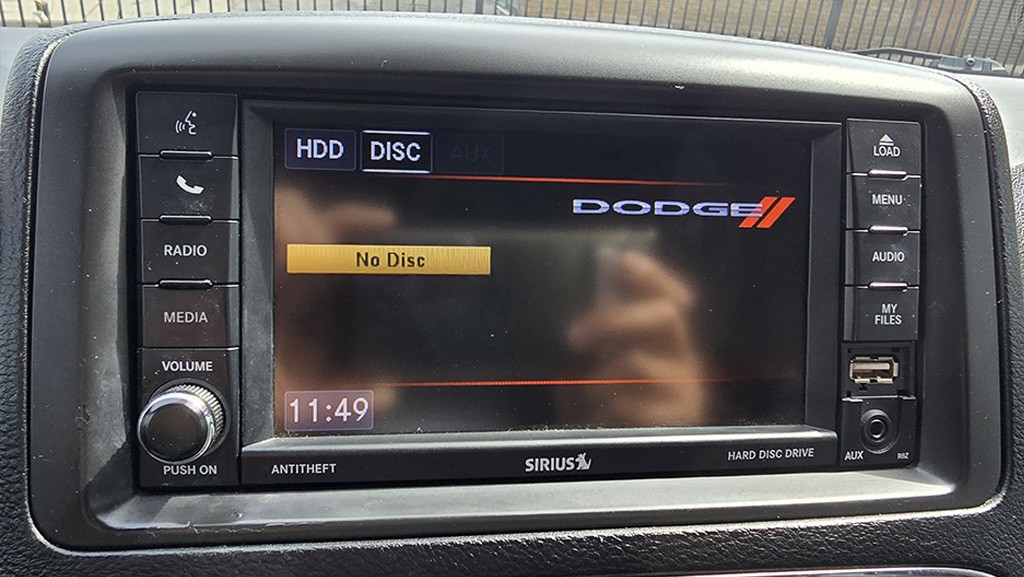 HDD DISC AUX
DODGE
No Disc
11:49
RADIO
MEDIA
VOLUME
PUSH ON
LOAD
MENU
AUDIO
MY
FILES
AUX RBZ
ANTITHEFT
SIRIUS
HARD DISC DRIVE